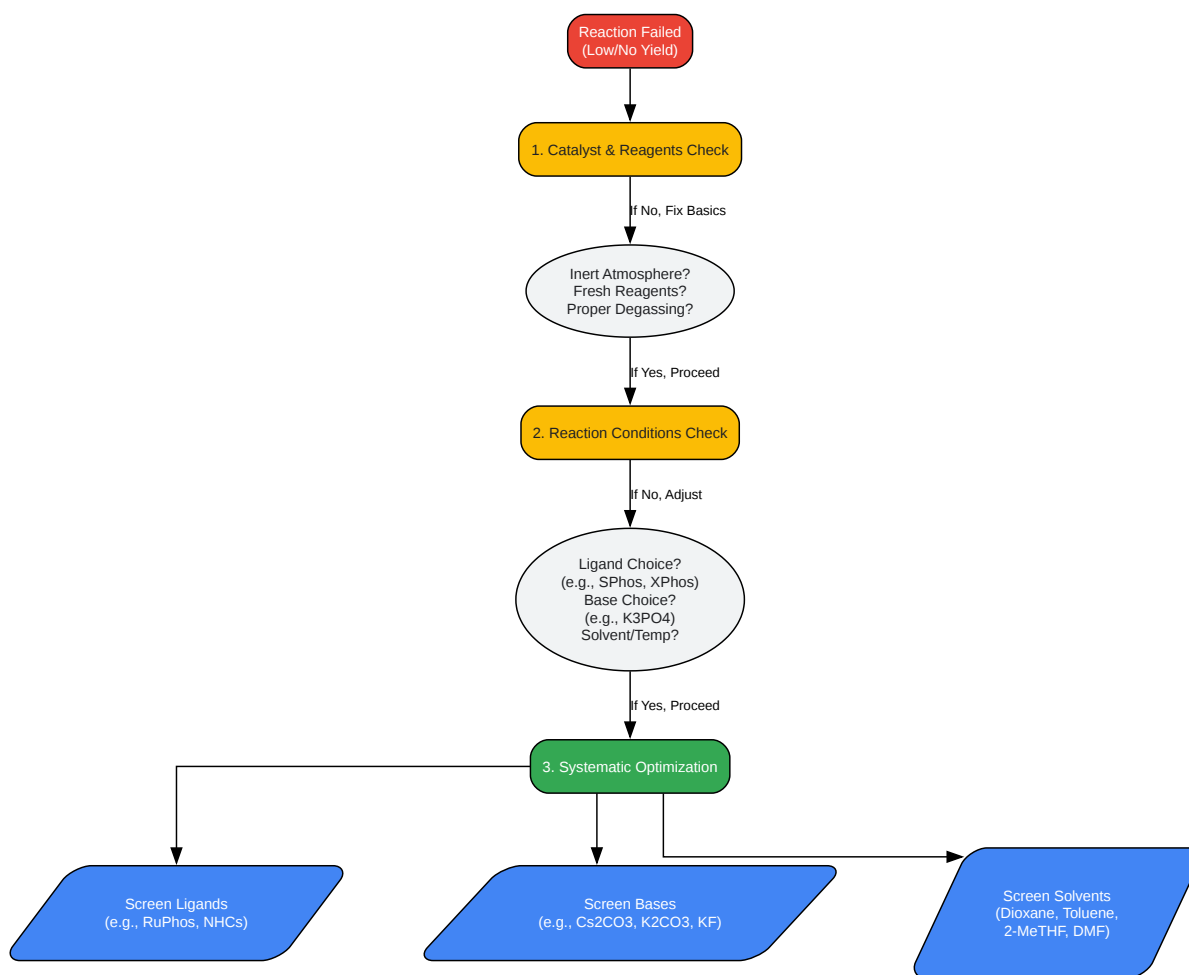 Reaction Failed
(Low/No Yield)
1. Catalyst & Reagents Check
If No, Fix Basics
Inert Atmosphere?
Fresh Reagents?
Proper Degassing?
If Yes, Proceed
2. Reaction Conditions Check
If No, Adjust
Ligand Choice?
(e.g., SPhos, XPhos)
Base Choice?
(e.g., K3PO4)
Solvent/Temp?
If Yes, Proceed
3. Systematic Optimization
Screen Ligands
(e.g., RuPhos, NHCs)
Screen Bases
(e.g., Cs2CO3, K2CO3, KF)
Screen Solvents
(Dioxane, Toluene,
2-MeTHF, DMF)